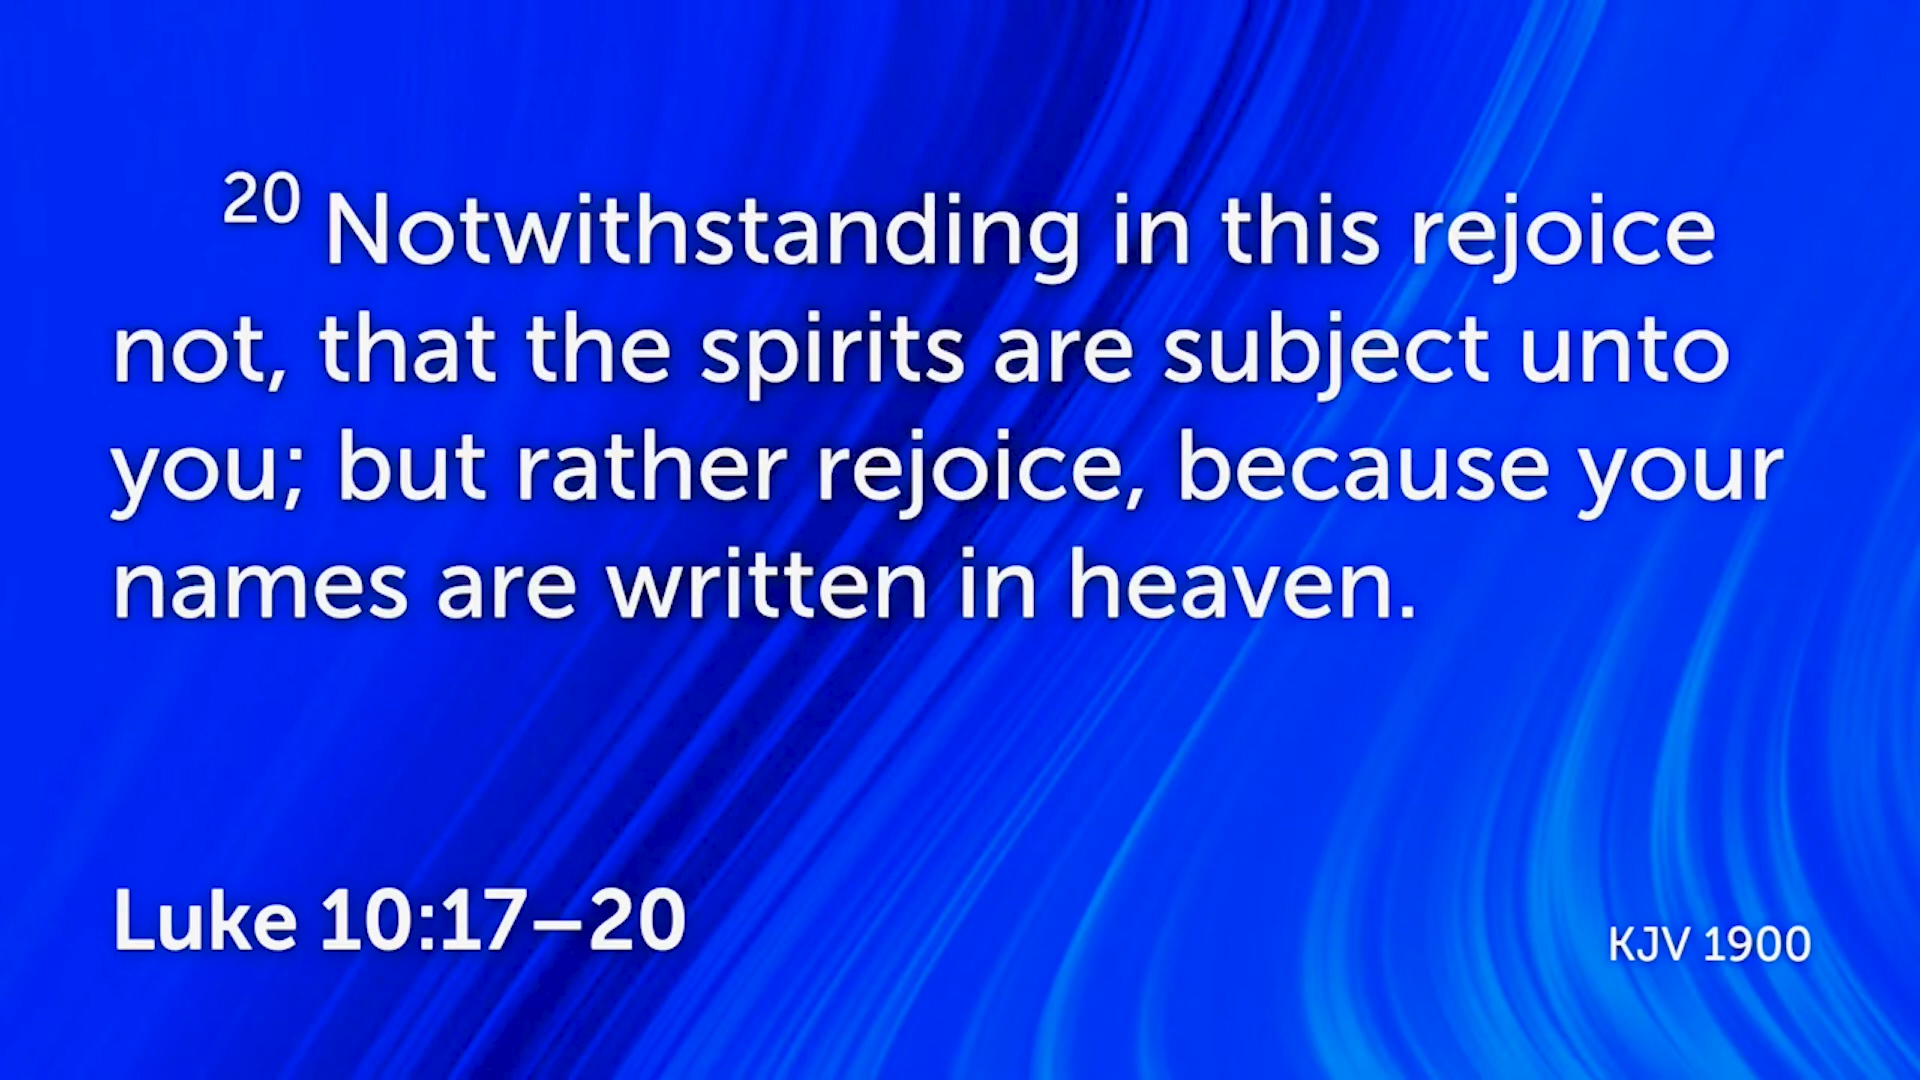 20 Notwithstanding in this rejoice
not, that the spirits are subject unto
you; but rather rejoice, because your
names are written in heaven.
Luke 10:17–20
KJV 1900